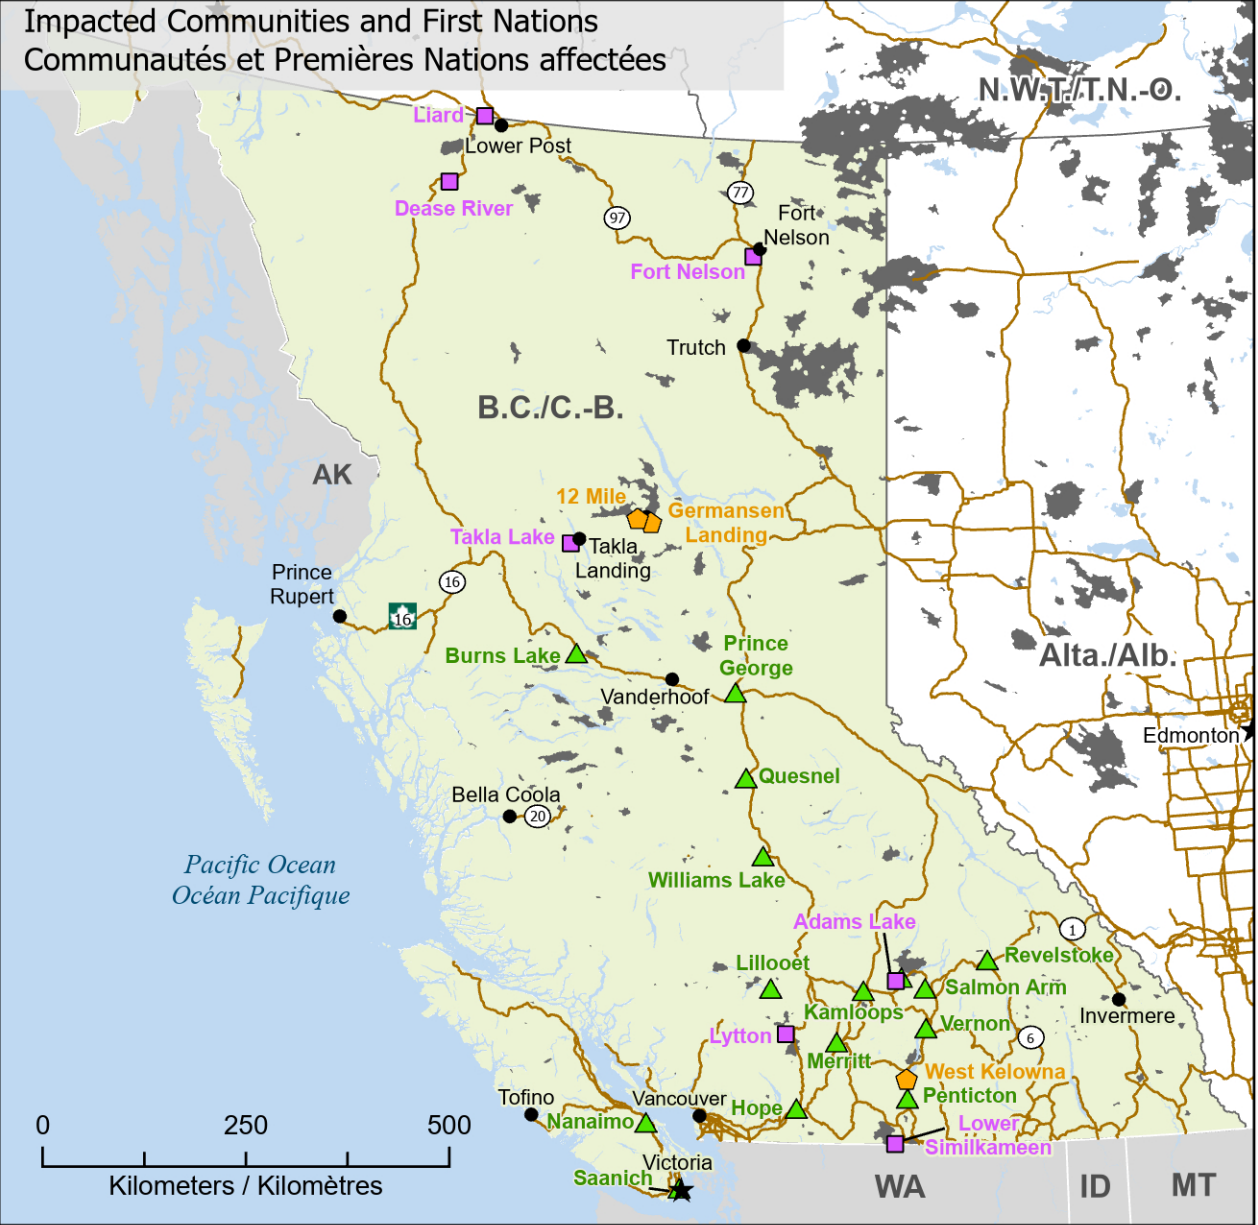 Impacted Communities and First Nations
Communautés et Premières Nations affectées
N.W.T./T.N.-O.
Liard
Lower Post
Dease River
77
97
Fort
Nelson
Fort Nelson
Trutch
B.C./C.-B.
AK
12 Mile
Germansen
Landing
Takla Lake
Takla
Landing
Prince
Rupert
16
16
Burns Lake
Prince
George
Vanderhoof
Alta./Alb.
Edmonton
Quesnel
Bella Coola
20
Pacific Ocean
Océan Pacifique
Williams Lake
Adams Lake
1
Revelstoke
Lillooet
Salmon Arm
Kamloops
Invermere
Vernon
Lytton
6
Merritt
West Kelowna
Penticton
Tofino
Vancouver
Hope
Nanaimo
Lower
Similkameen
0 250 500
Kilometers / Kilomètres
Victoria
Saanich
WA
ID
MT